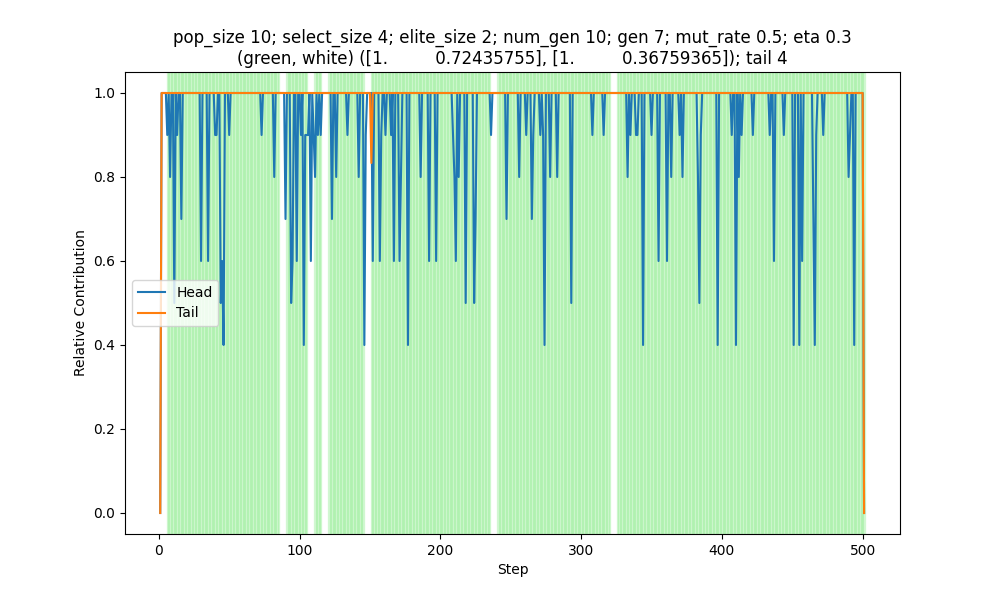 pop_size 10; select_size 4; elite_size 2; num_gen 10; gen 7; mut_rate 0.5; eta 0.3
(green, white) ([1. 0.72435755], [1. 0.36759365]); tail 4
1.0
0.8
0.6
0.4
0.2
0.0
Relative Contribution
Head
Tail
0
100
200
300
400
500
Step